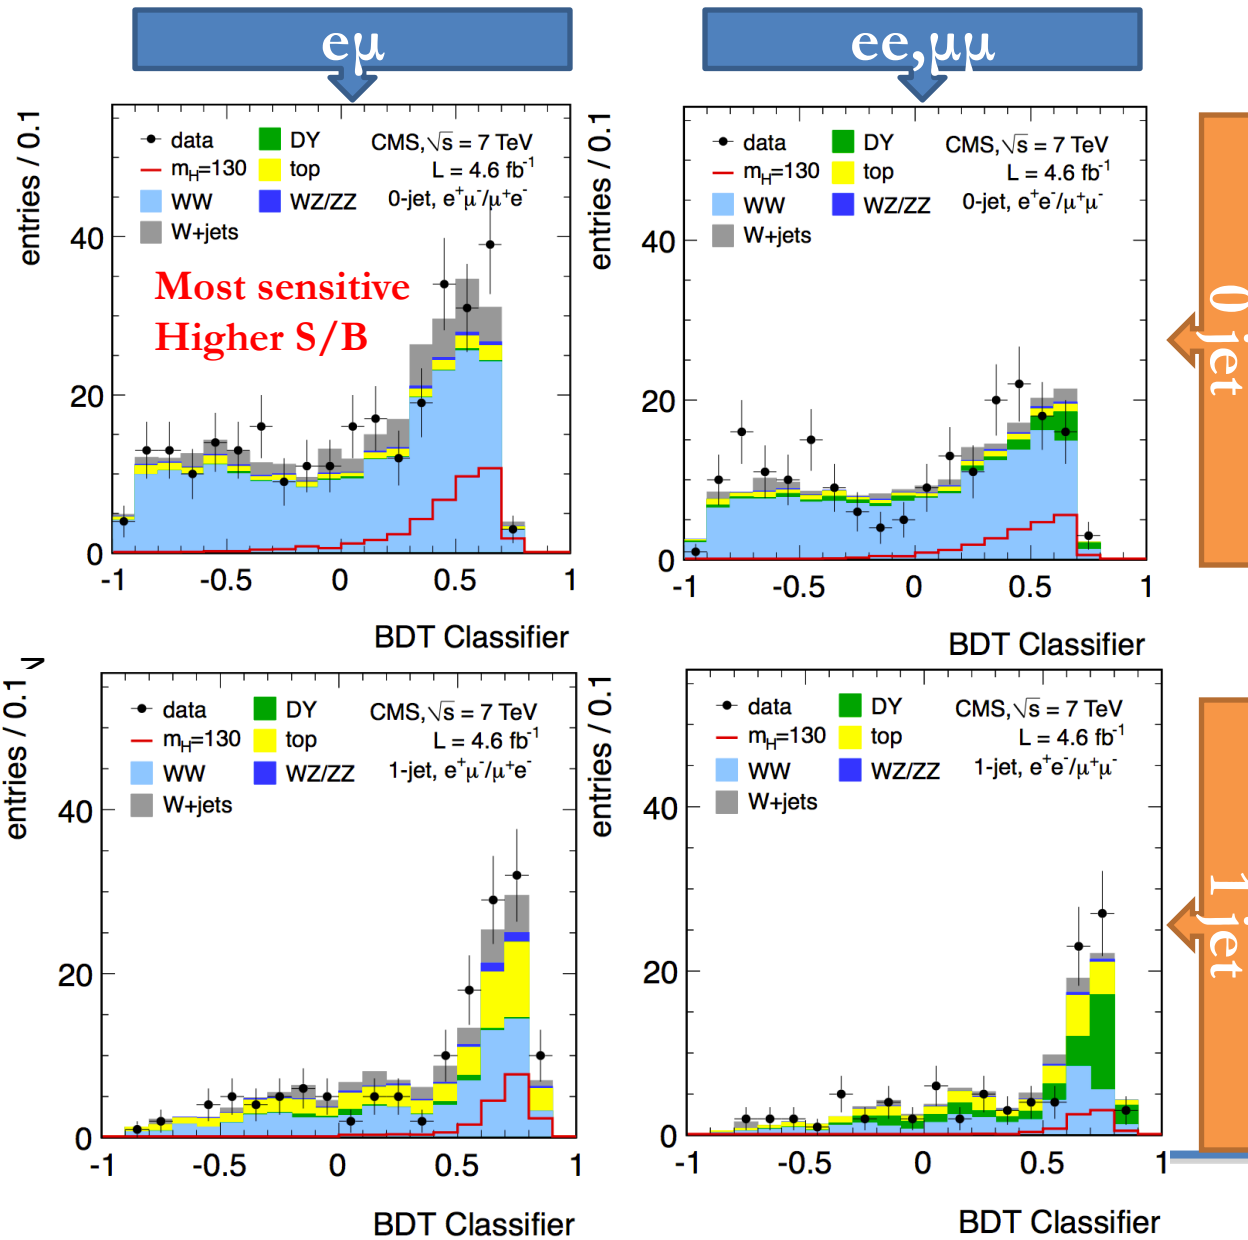 eμ
ee,μμ
entries / 0.1
40
20
0
data
m_H=130
WW
W+jets
DY
top
WZ/ZZ
CMS,√s = 7 TeV
L = 4.6 fb⁻¹
0-jet, e⁺μ⁻/μ⁺e⁻
Most sensitive
Higher S/B
-1 -0.5 0 0.5 1
BDT Classifier
entries / 0.1
40
20
0
data
m_H=130
WW
W+jets
DY
top
WZ/ZZ
CMS,√s = 7 TeV
L = 4.6 fb⁻¹
0-jet, e⁺e⁻/μ⁺μ⁻
-1 -0.5 0 0.5 1
BDT Classifier
0 jet
entries / 0.1
40
20
0
data
m_H=130
WW
W+jets
DY
top
WZ/ZZ
CMS,√s = 7 TeV
L = 4.6 fb⁻¹
1-jet, e⁺μ⁻/μ⁺e⁻
-1 -0.5 0 0.5 1
BDT Classifier
entries / 0.1
40
20
0
data
m_H=130
WW
W+jets
DY
top
WZ/ZZ
CMS,√s = 7 TeV
L = 4.6 fb⁻¹
1-jet, e⁺e⁻/μ⁺μ⁻
-1 -0.5 0 0.5 1
BDT Classifier
1 jet